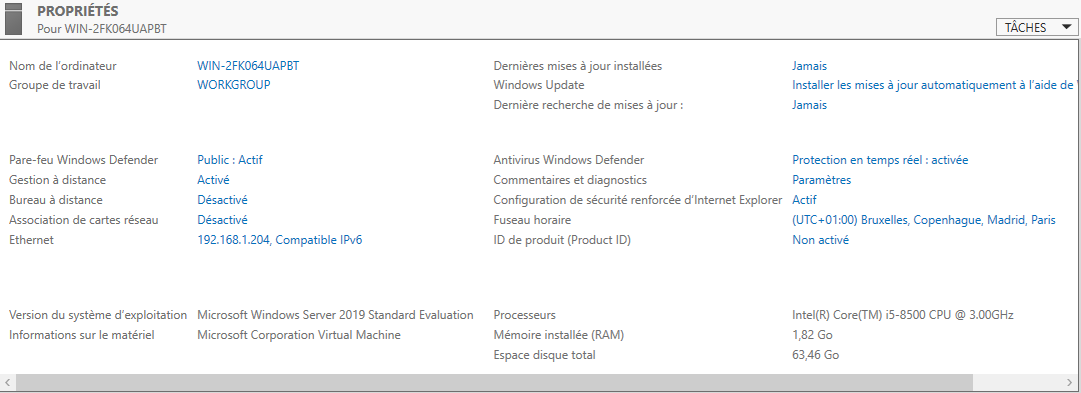 PROPRIÉTÉS
Pour WIN-2FK064UAPBT
TÂCHES
Nom de l'ordinateur WIN-2FK064UAPBT Dernières mises à jour installées Jamais
Groupe de travail WORKGROUP Windows Update Installer les mises à jour automatiquement à l'aide de
Dernière recherche de mises à jour : Jamais
Pare-feu Windows Defender Public : Actif Antivirus Windows Defender Protection en temps réel : activée
Gestion à distance Activé Commentaires et diagnostics Paramètres
Bureau à distance Désactivé Configuration de sécurité renforcée d'Internet Explorer Actif
Association de cartes réseau Désactivé Fuseau horaire (UTC+01:00) Bruxelles, Copenhague, Madrid, Paris
Ethernet 192.168.1.204, Compatible IPv6 ID de produit (Product ID) Non activé
Version du système d'exploitation Microsoft Windows Server 2019 Standard Evaluation Processeurs Intel(R) Core(TM) i5-8500 CPU @ 3.00GHz
Informations sur le matériel Microsoft Corporation Virtual Machine Mémoire installée (RAM) 1,82 Go
Espace disque total 63,46 Go